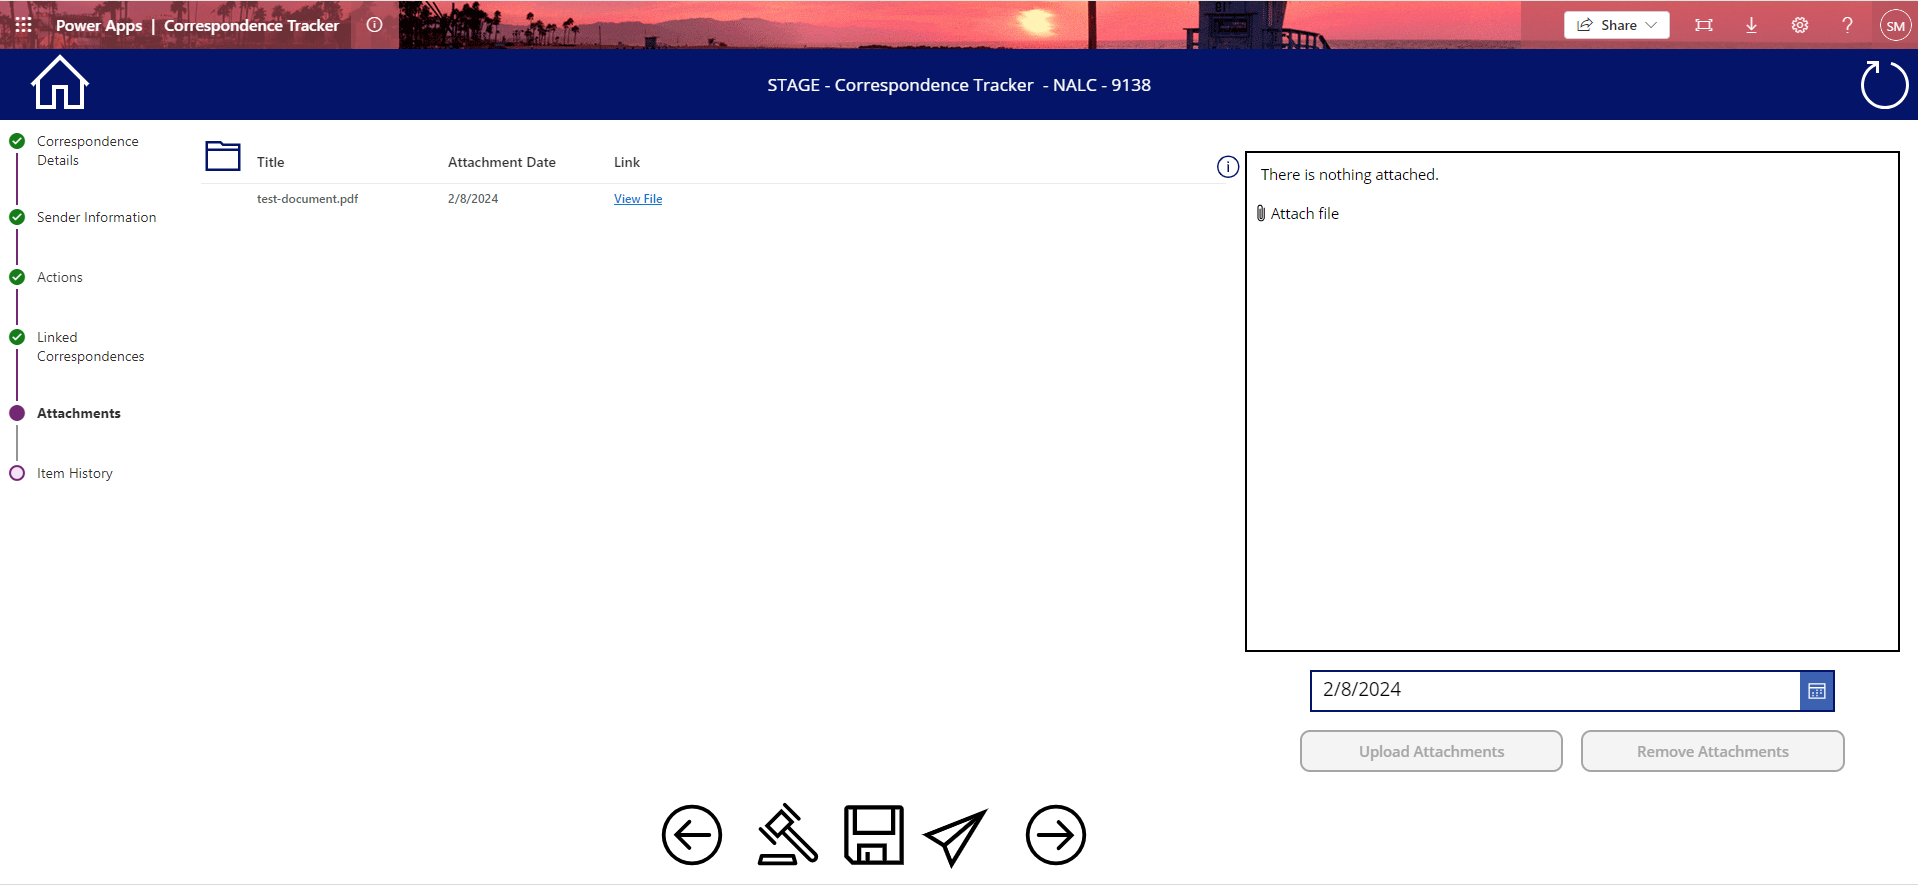 Power Apps | Correspondence Tracker
Share
?
SM
STAGE - Correspondence Tracker - NALC - 9138
Correspondence
Details
Sender Information
Actions
Linked
Correspondences
Attachments
Item History
Title Attachment Date Link
test-document.pdf 2/8/2024 View File
There is nothing attached.
Attach file
2/8/2024
Upload Attachments Remove Attachments